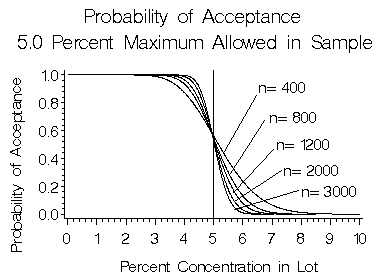 Probability of Acceptance
5.0 Percent Maximum Allowed in Sample
Probability of Acceptance
1.0
0.8
0.6
0.4
0.2
0.0
n= 400
n= 800
n= 1200
n= 2000
n= 3000
0 1 2 3 4 5 6 7 8 9 10
Percent Concentration in Lot